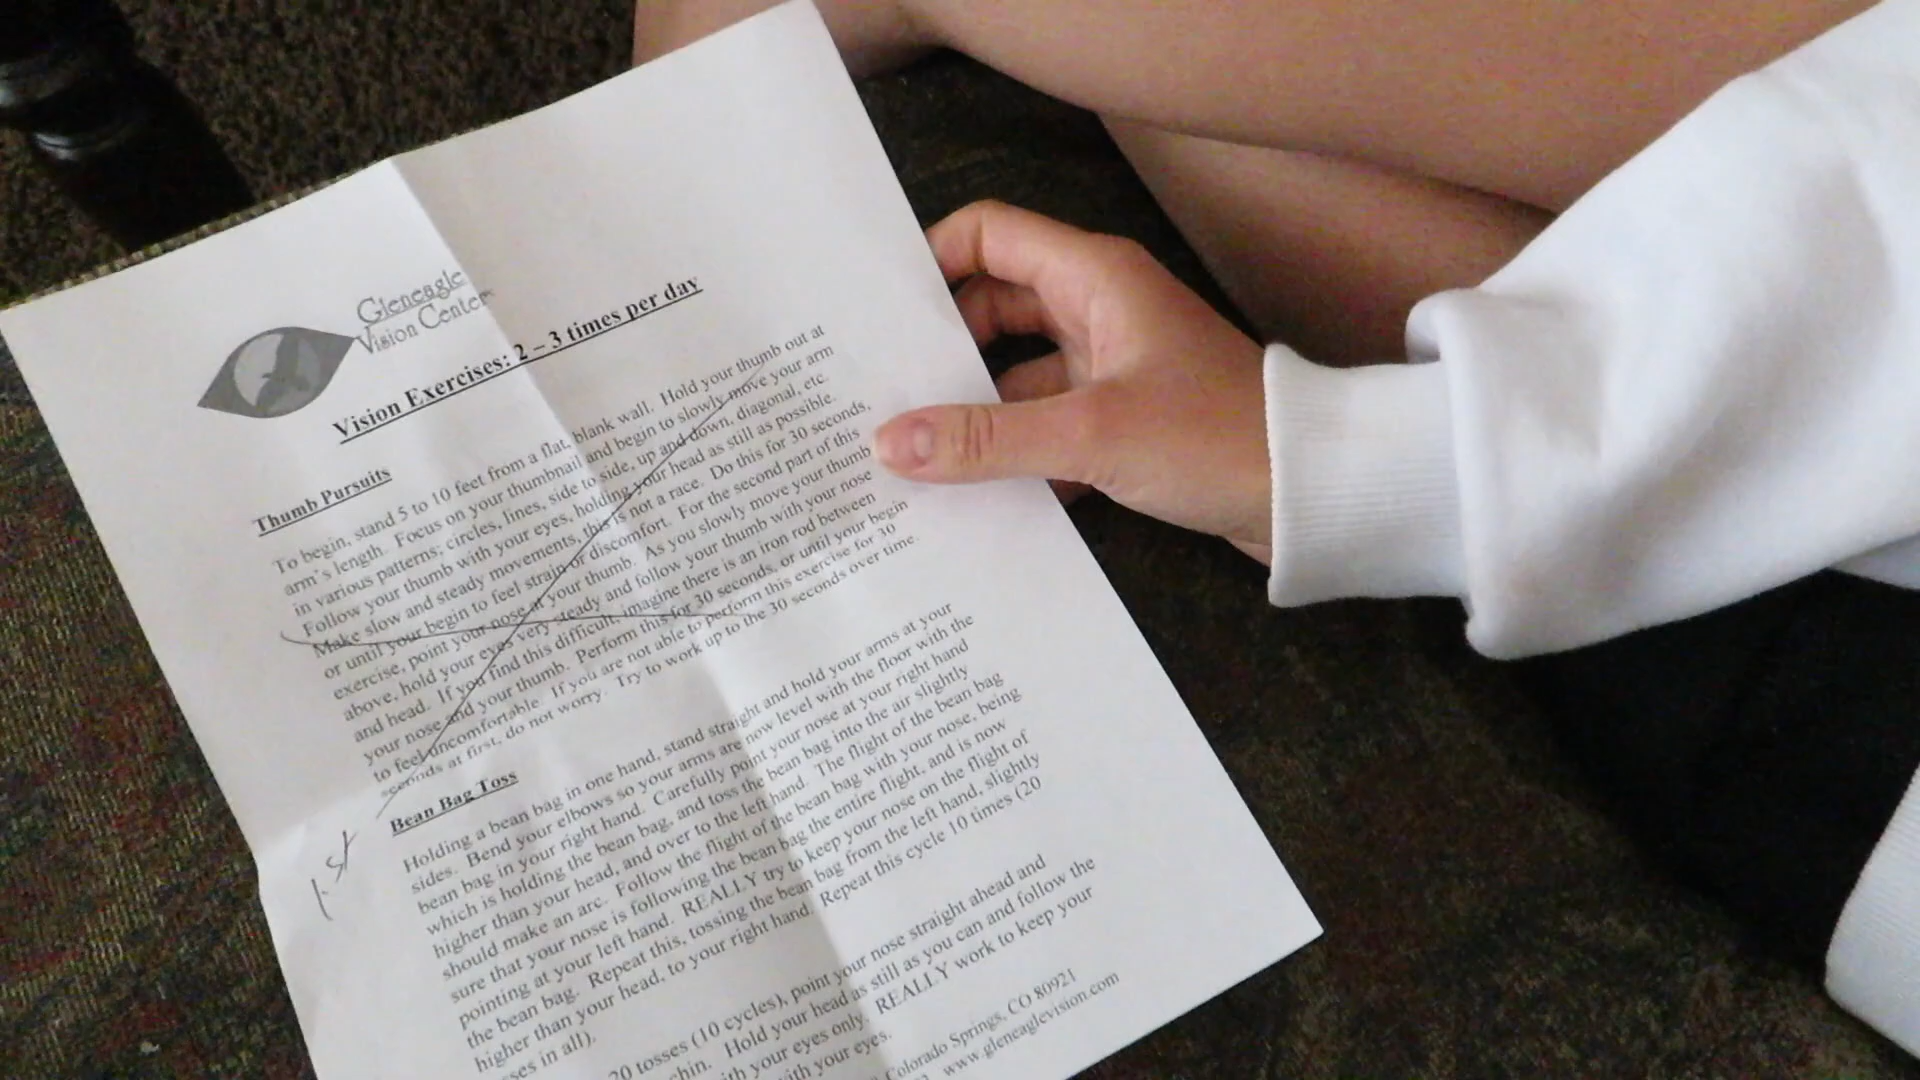 Gleneagle
Vision Center
Vision Exercises: 2 – 3 times per day
Thumb Pursuits
To begin, stand 5 to 10 feet from a flat, blank wall. Hold your thumb out at
arm's length. Focus on your thumbnail and begin to slowly move your arm
in various patterns; circles, lines, side to side, up and down, diagonal, etc.
Follow your thumb with your eyes, holding your head as still as possible.
Make slow and steady movements, this is not a race. Do this for 30 seconds,
or until your begin to feel strain or discomfort. For the second part of this
exercise, point your nose at your thumb. As you slowly move your thumb
above, hold your eyes very steady and follow your thumb with your nose
and head. If you find this difficult, imagine there is an iron rod between
your nose and your thumb. Perform this for 30 seconds, or until your begin
to feel uncomfortable. If you are not able to perform this exercise for 30
seconds at first, do not worry. Try to work up to the 30 seconds over time.
1st
Bean Bag Toss
Holding a bean bag in one hand, stand straight and hold your arms at your
sides. Bend your elbows so your arms are now level with the floor with the
bean bag in your right hand. Carefully point your nose at your right hand
which is holding the bean bag, and toss the bean bag into the air slightly
higher than your head, and over to the left hand. The flight of the bean bag
should make an arc. Follow the flight of the bean bag with your nose, being
sure that your nose is following the bean bag the entire flight, and is now
pointing at your left hand. REALLY try to keep your nose on the flight of
the bean bag. Repeat this, tossing the bean bag from the left hand, slightly
higher than your head, to your right hand. Repeat this cycle 10 times (20
sses in all).
20 tosses (10 cycles), point your nose straight ahead and
chin. Hold your head as still as you can and follow the
with your eyes only. REALLY work to keep your
with your eyes.
Colorado Springs, CO 80921
www.gleneaglevision.com